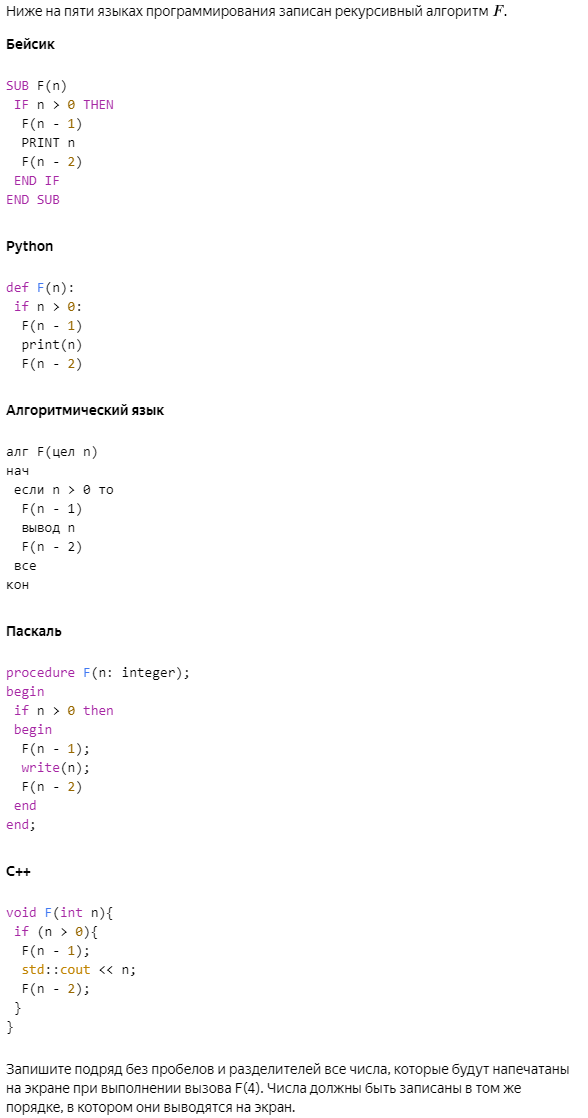 Ниже на пяти языках программирования записан рекурсивный алгоритм F.
Бейсик
SUB F(n)
 IF n > 0 THEN
  F(n - 1)
  PRINT n
  F(n - 2)
 END IF
END SUB
Python
def F(n):
 if n > 0:
  F(n - 1)
  print(n)
  F(n - 2)
Алгоритмический язык
алг F(цел n)
нач
 если n > 0 то
  F(n - 1)
  вывод n
  F(n - 2)
 все
кон
Паскаль
procedure F(n: integer);
begin
 if n > 0 then
 begin
  F(n - 1);
  write(n);
  F(n - 2)
 end
end;
C++
void F(int n){
 if (n > 0){
  F(n - 1);
  std::cout << n;
  F(n - 2);
 }
}
Запишите подряд без пробелов и разделителей все числа, которые будут напечатаны
на экране при выполнении вызова F(4). Числа должны быть записаны в том же
порядке, в котором они выводятся на экран.